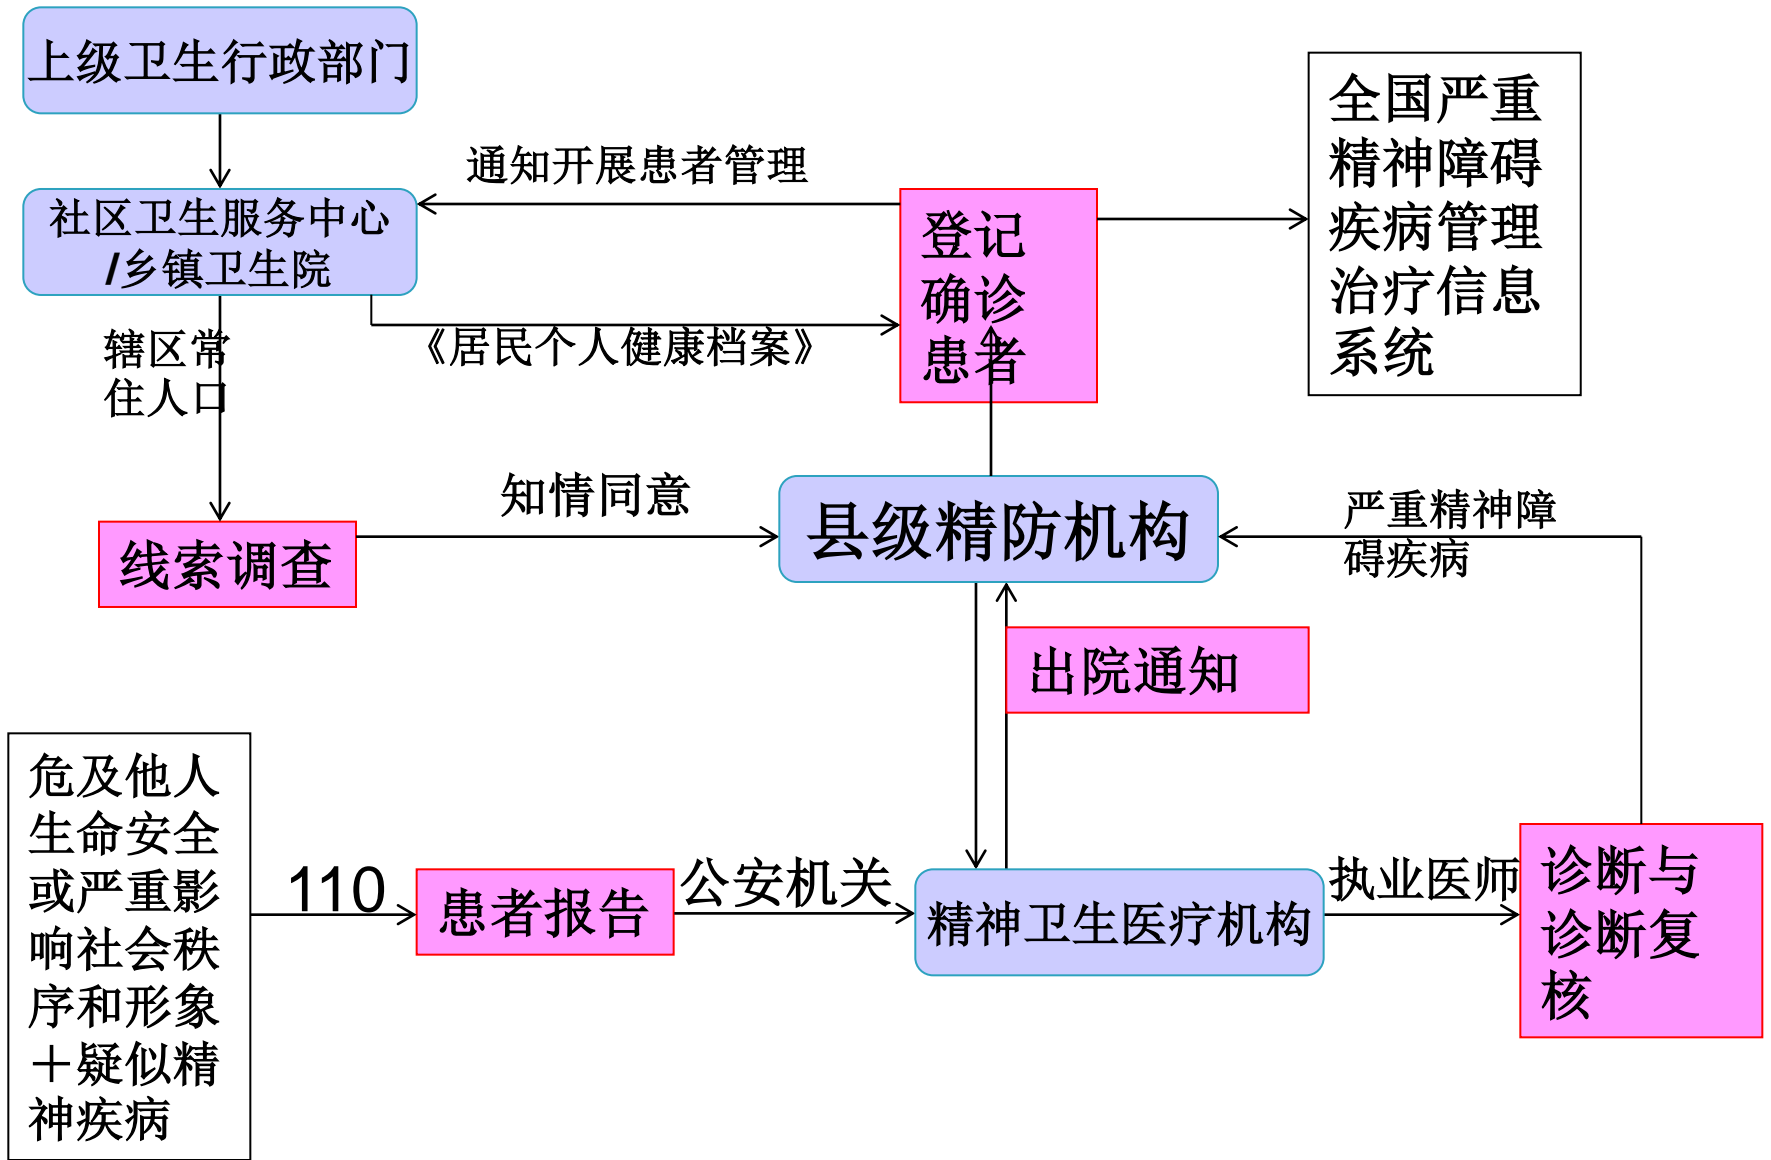 上级卫生行政部门
全国严重
精神障碍
疾病管理
治疗信息
系统
通知开展患者管理
社区卫生服务中心
/乡镇卫生院
登记
确诊
患者
《居民个人健康档案》
辖区常
住人口
知情同意
县级精防机构
严重精神障
碍疾病
线索调查
出院通知
危及他人
生命安全
或严重影
响社会秩
序和形象
＋疑似精
神疾病
110
患者报告
公安机关
精神卫生医疗机构
执业医师
诊断与
诊断复
核